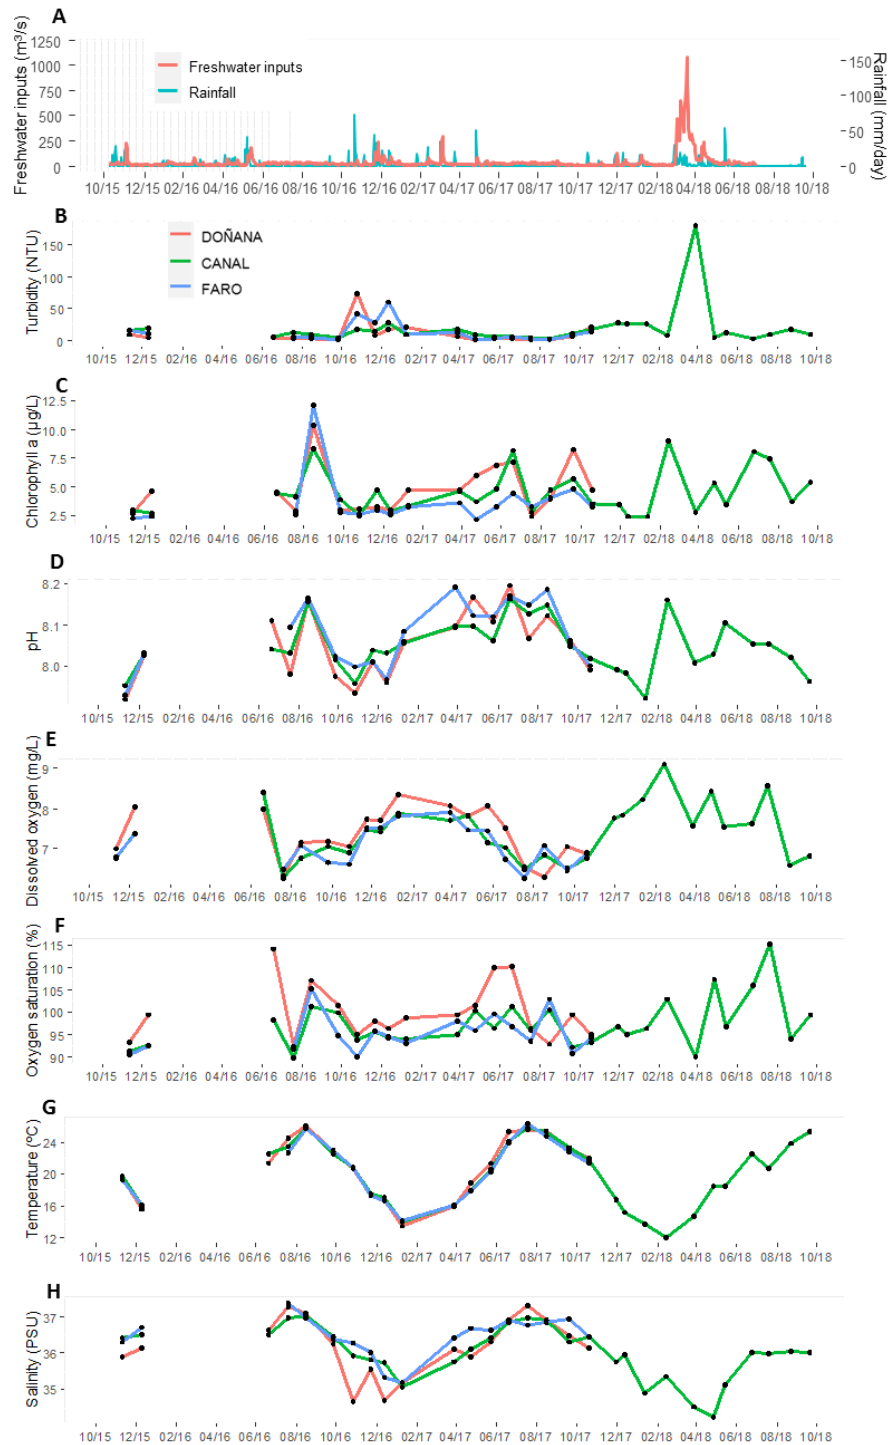 A
Freshwater inputs (m³/s)
1250
1000
750
500
250
0
Freshwater inputs
Rainfall
150
100
50
0
Rainfall (mm/day)
10/15 12/15 02/16 04/16 06/16 08/16 10/16 12/16 02/17 04/17 06/17 08/17 10/17 12/17 02/18 04/18 06/18 08/18 10/18
B
Turbidity (NTU)
150
100
50
0
DOÑANA
CANAL
FARO
10/15 12/15 02/16 04/16 06/16 08/16 10/16 12/16 02/17 04/17 06/17 08/17 10/17 12/17 02/18 04/18 06/18 08/18 10/18
C
Chlorophyll a (µg/L)
12.5
10.0
7.5
5.0
2.5
10/15 12/15 02/16 04/16 06/16 08/16 10/16 12/16 02/17 04/17 06/17 08/17 10/17 12/17 02/18 04/18 06/18 08/18 10/18
D
pH
8.2
8.1
8.0
10/15 12/15 02/16 04/16 06/16 08/16 10/16 12/16 02/17 04/17 06/17 08/17 10/17 12/17 02/18 04/18 06/18 08/18 10/18
E
Dissolved oxygen (mg/L)
9
8
7
10/15 12/15 02/16 04/16 06/16 08/16 10/16 12/16 02/17 04/17 06/17 08/17 10/17 12/17 02/18 04/18 06/18 08/18 10/18
F
Oxygen saturation (%)
115
110
105
100
95
90
10/15 12/15 02/16 04/16 06/16 08/16 10/16 12/16 02/17 04/17 06/17 08/17 10/17 12/17 02/18 04/18 06/18 08/18 10/18
G
Temperature (ºC)
24
20
16
12
10/15 12/15 02/16 04/16 06/16 08/16 10/16 12/16 02/17 04/17 06/17 08/17 10/17 12/17 02/18 04/18 06/18 08/18 10/18
H
Salinity (PSU)
37
36
35
10/15 12/15 02/16 04/16 06/16 08/16 10/16 12/16 02/17 04/17 06/17 08/17 10/17 12/17 02/18 04/18 06/18 08/18 10/18